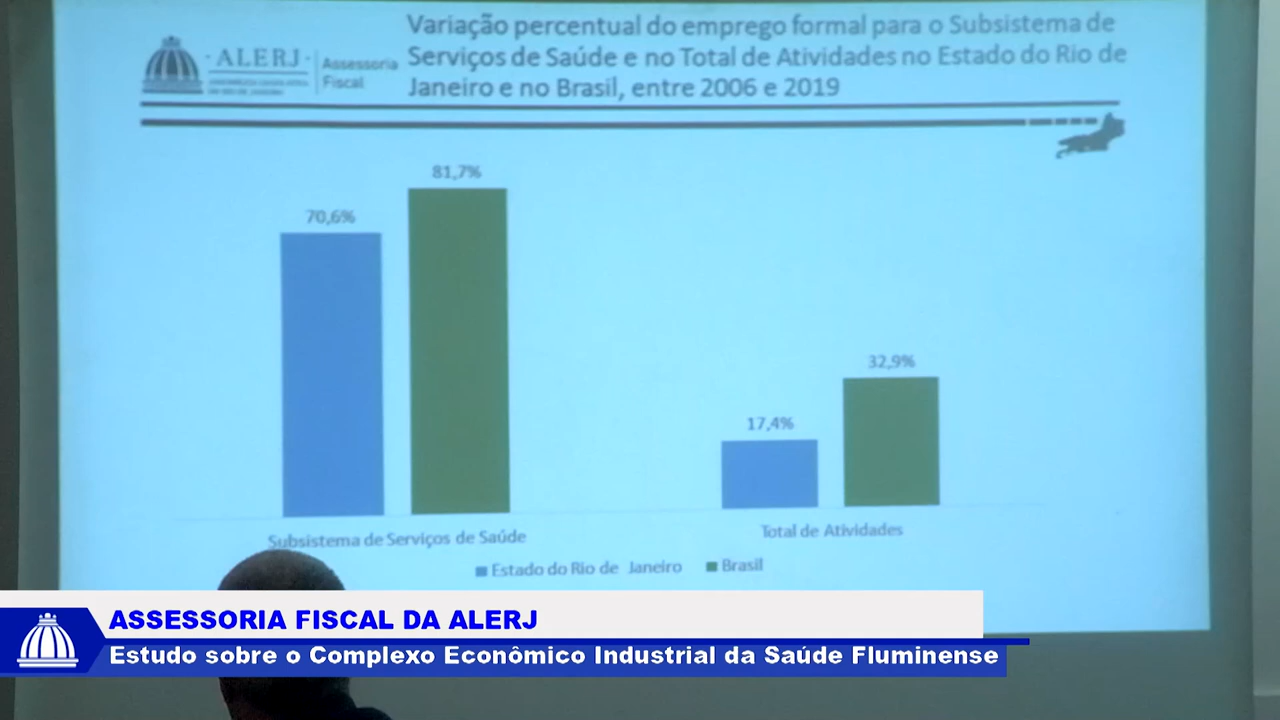 Variação percentual do emprego formal para o Subsistema de
Serviços de Saúde e no Total de Atividades no Estado do Rio de
Janeiro e no Brasil, entre 2006 e 2019
· ALERJ ·
Assessoria
Fiscal
81,7%
70,6%
32,9%
17,4%
Subsistema de Serviços de Saúde
Total de Atividades
Estado do Rio de Janeiro
Brasil
ASSESSORIA FISCAL DA ALERJ
Estudo sobre o Complexo Econômico Industrial da Saúde Fluminense